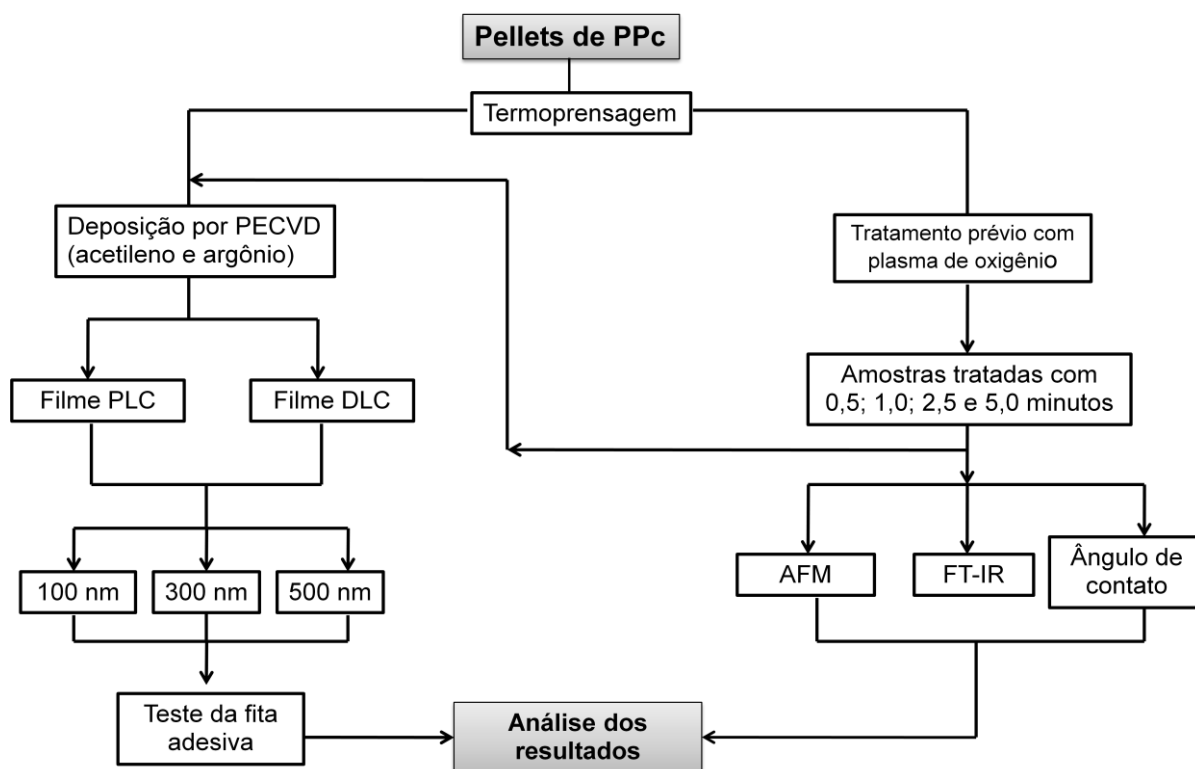 Pellets de PPc
Termoprensagem
Deposição por PECVD
(acetileno e argônio)
Tratamento prévio com
plasma de oxigênio
Filme PLC
Filme DLC
Amostras tratadas com
0,5; 1,0; 2,5 e 5,0 minutos
100 nm
300 nm
500 nm
AFM
FT-IR
Ângulo de
contato
Teste da fita
adesiva
Análise dos
resultados